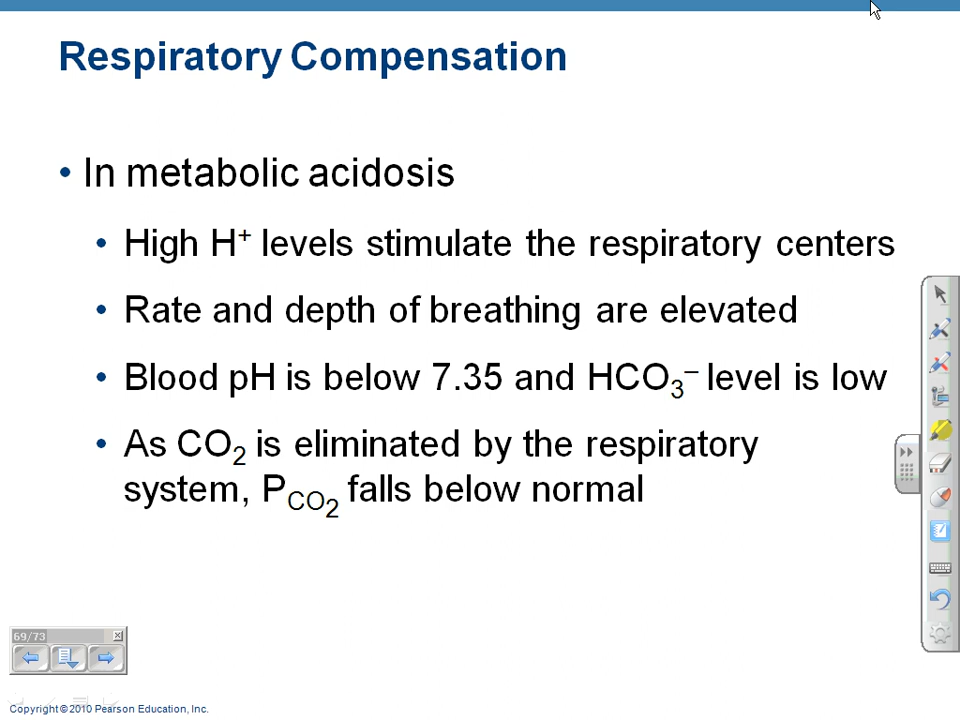 Respiratory Compensation
• In metabolic acidosis
• High H⁺ levels stimulate the respiratory centers
• Rate and depth of breathing are elevated
• Blood pH is below 7.35 and HCO₃⁻ level is low
• As CO₂ is eliminated by the respiratory
system, PCO₂ falls below normal
69/73
Copyright © 2010 Pearson Education, Inc.